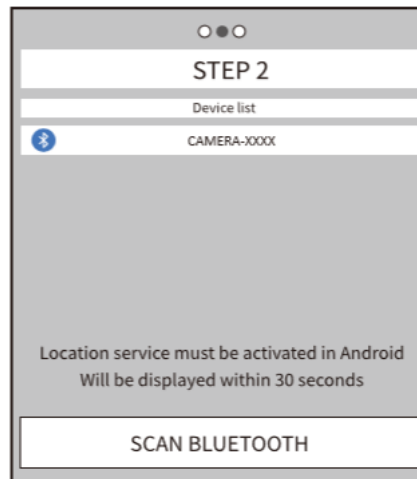 STEP 2
Device list
CAMERA-XXXX
Location service must be activated in Android
Will be displayed within 30 seconds
SCAN BLUETOOTH